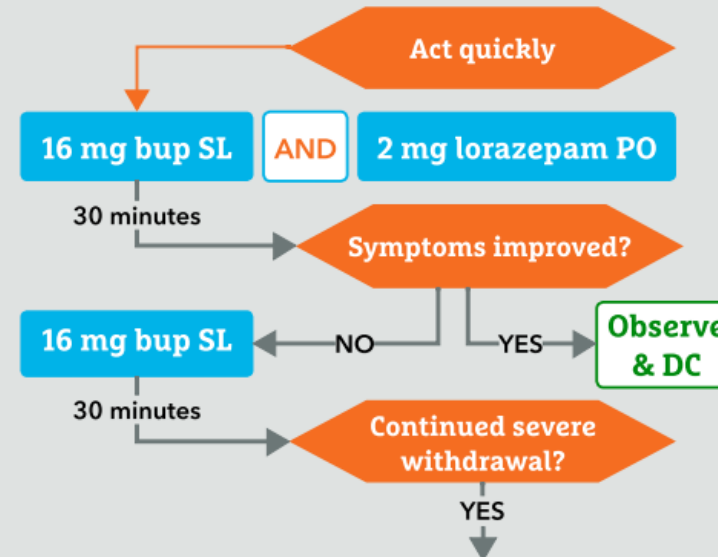 Act quickly
16 mg bup SL
AND
2 mg lorazepam PO
30 minutes
Symptoms improved?
16 mg bup SL
NO
YES
Observe
& DC
30 minutes
Continued severe
withdrawal?
YES